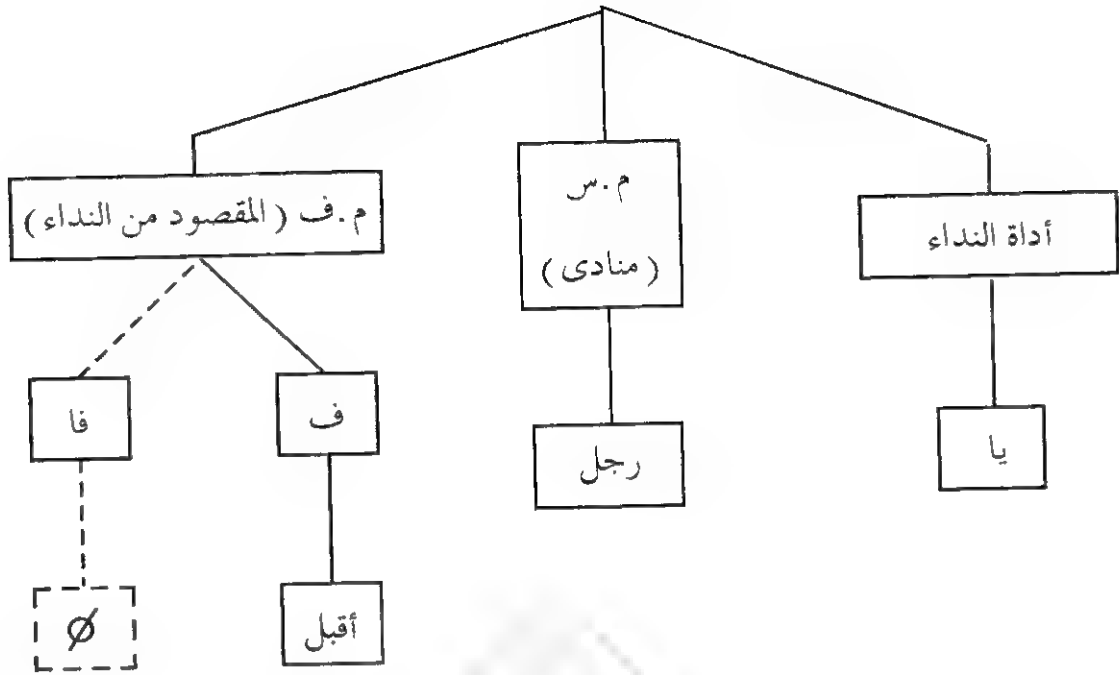 أداة النداء
م.س
(منادى)
م.ف (المقصود من النداء)
يا
رجل
ف
فا
أقبل
Ø